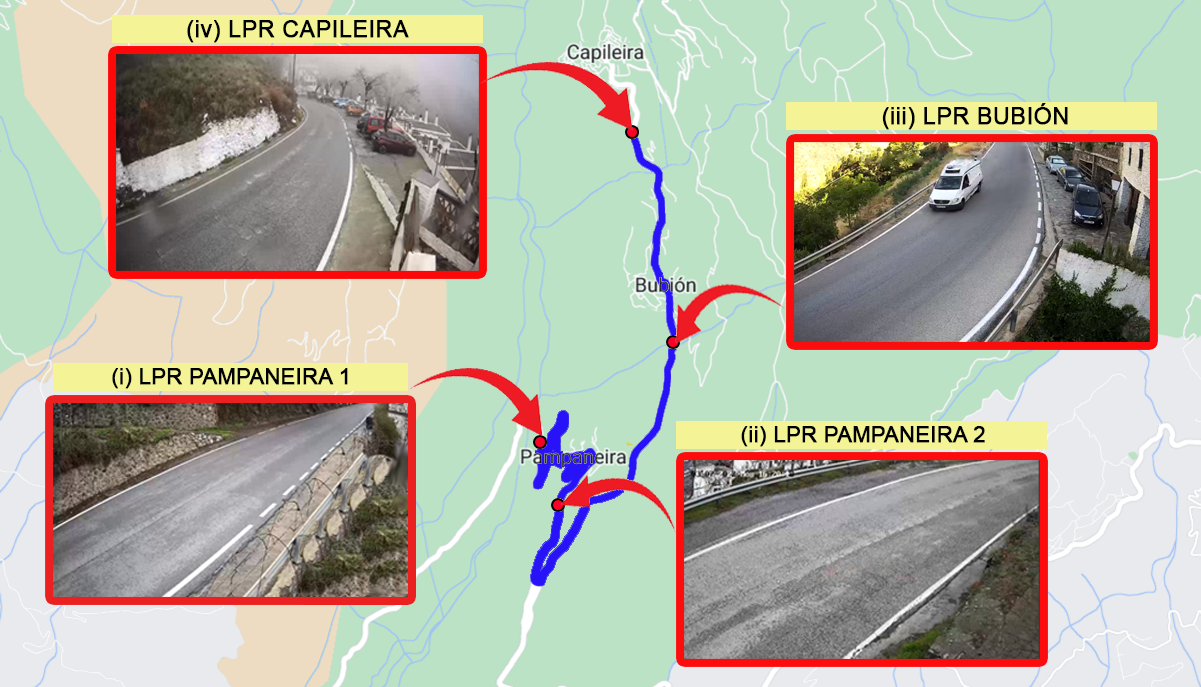 (iv) LPR CAPILEIRA
Capileira
(iii) LPR BUBIÓN
Bubión
(i) LPR PAMPANEIRA 1
(ii) LPR PAMPANEIRA 2
Pampaneira